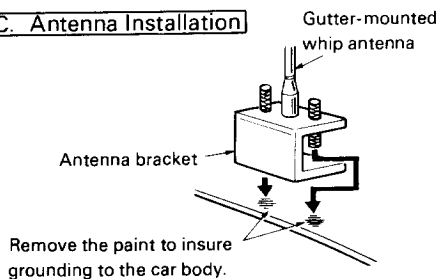 C. Antenna Installation
Gutter-mounted
whip antenna
Antenna bracket
Remove the paint to insure
grounding to the car body.